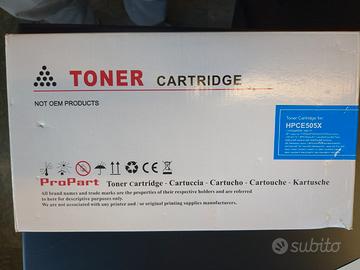 TONER CARTRIDGE
NOT OEM PRODUCTS
Toner Cartridge for:
HPCE505X
ProPart Toner Cartridge - Cartuccia - Cartucho - Cartouche - Kartusche
All brands and trade marks are the properties of their respective holders and are referred
to here for descriptive purposes only.
We are not associated with any printer and / or original printing supplies manufacturers.
subito